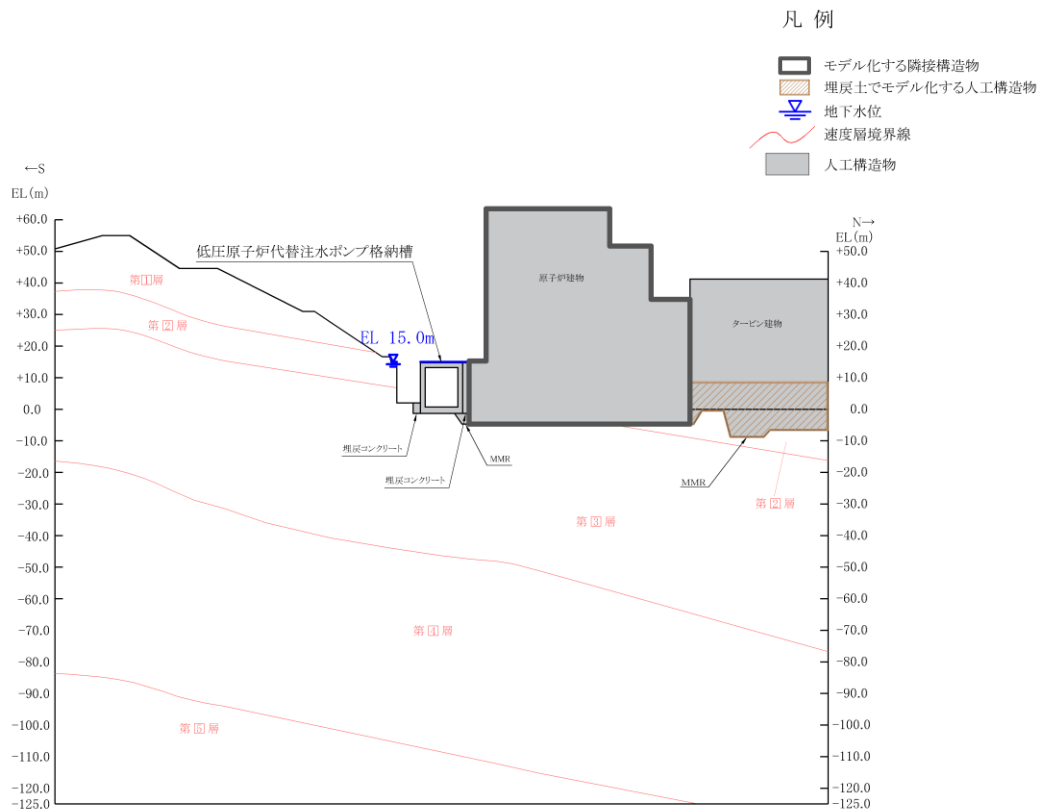 凡 例
モデル化する隣接構造物
埋戻土でモデル化する人工構造物
地下水位
速度層境界線
人工構造物
←S
EL(m)
N→
EL(m)
+60.0
+50.0
+40.0
+30.0
+20.0
+10.0
0.0
-10.0
-20.0
-30.0
-40.0
-50.0
-60.0
-70.0
-80.0
-90.0
-100.0
-110.0
-120.0
-125.0
第1層
第2層
低圧原子炉代替注水ポンプ格納槽
EL 15.0m
原子炉建物
タービン建物
埋戻コンクリート
埋戻コンクリート
MMR
MMR
第2層
第3層
第4層
第5層
+50.0
+40.0
+30.0
+20.0
+10.0
0.0
-10.0
-20.0
-30.0
-40.0
-50.0
-60.0
-70.0
-80.0
-90.0
-100.0
-110.0
-120.0
-125.0